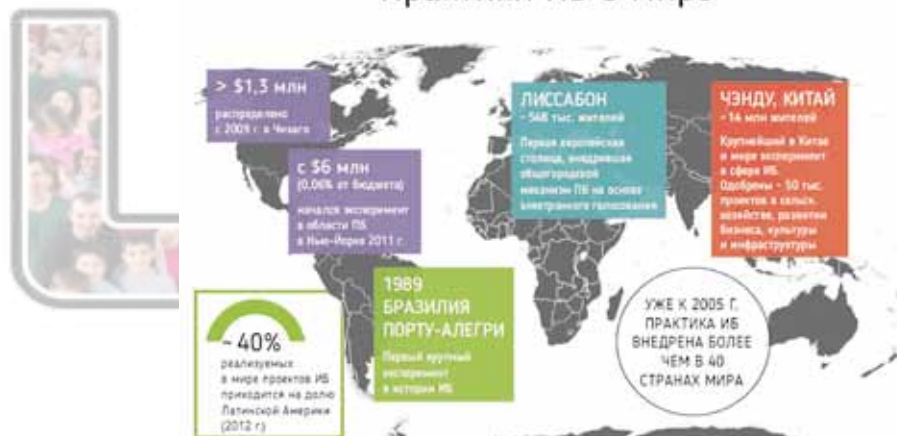 > $1,3 МЛН
распределено
с 2009 г. в Чикаго
с $6 МЛН
(0,06% от бюджета)
начался эксперимент
в области ПБ
в Нью-Йорке 2011 г.
ЛИССАБОН
~ 548 тыс. жителей
Первая европейская
столица, внедрившая
общегородской
механизм ПБ на основе
электронного голосования
ЧЭНДУ, КИТАЙ
~ 14 млн жителей
Крупнейший в Китае
и мире эксперимент
в сфере ИБ.
Одобрены ~ 50 тыс.
проектов в сельск.
хозяйстве, развитии
бизнеса, культуры
и инфраструктуры
1989
БРАЗИЛИЯ
ПОРТУ-АЛЕГРИ
Первый крупный
эксперимент
в истории ИБ
~ 40%
реализуемых
в мире проектов ИБ
приходится на долю
Латинской Америки
(2012 г.)
УЖЕ К 2005 Г.
ПРАКТИКА ИБ
ВНЕДРЕНА БОЛЕЕ
ЧЕМ В 40
СТРАНАХ МИРА